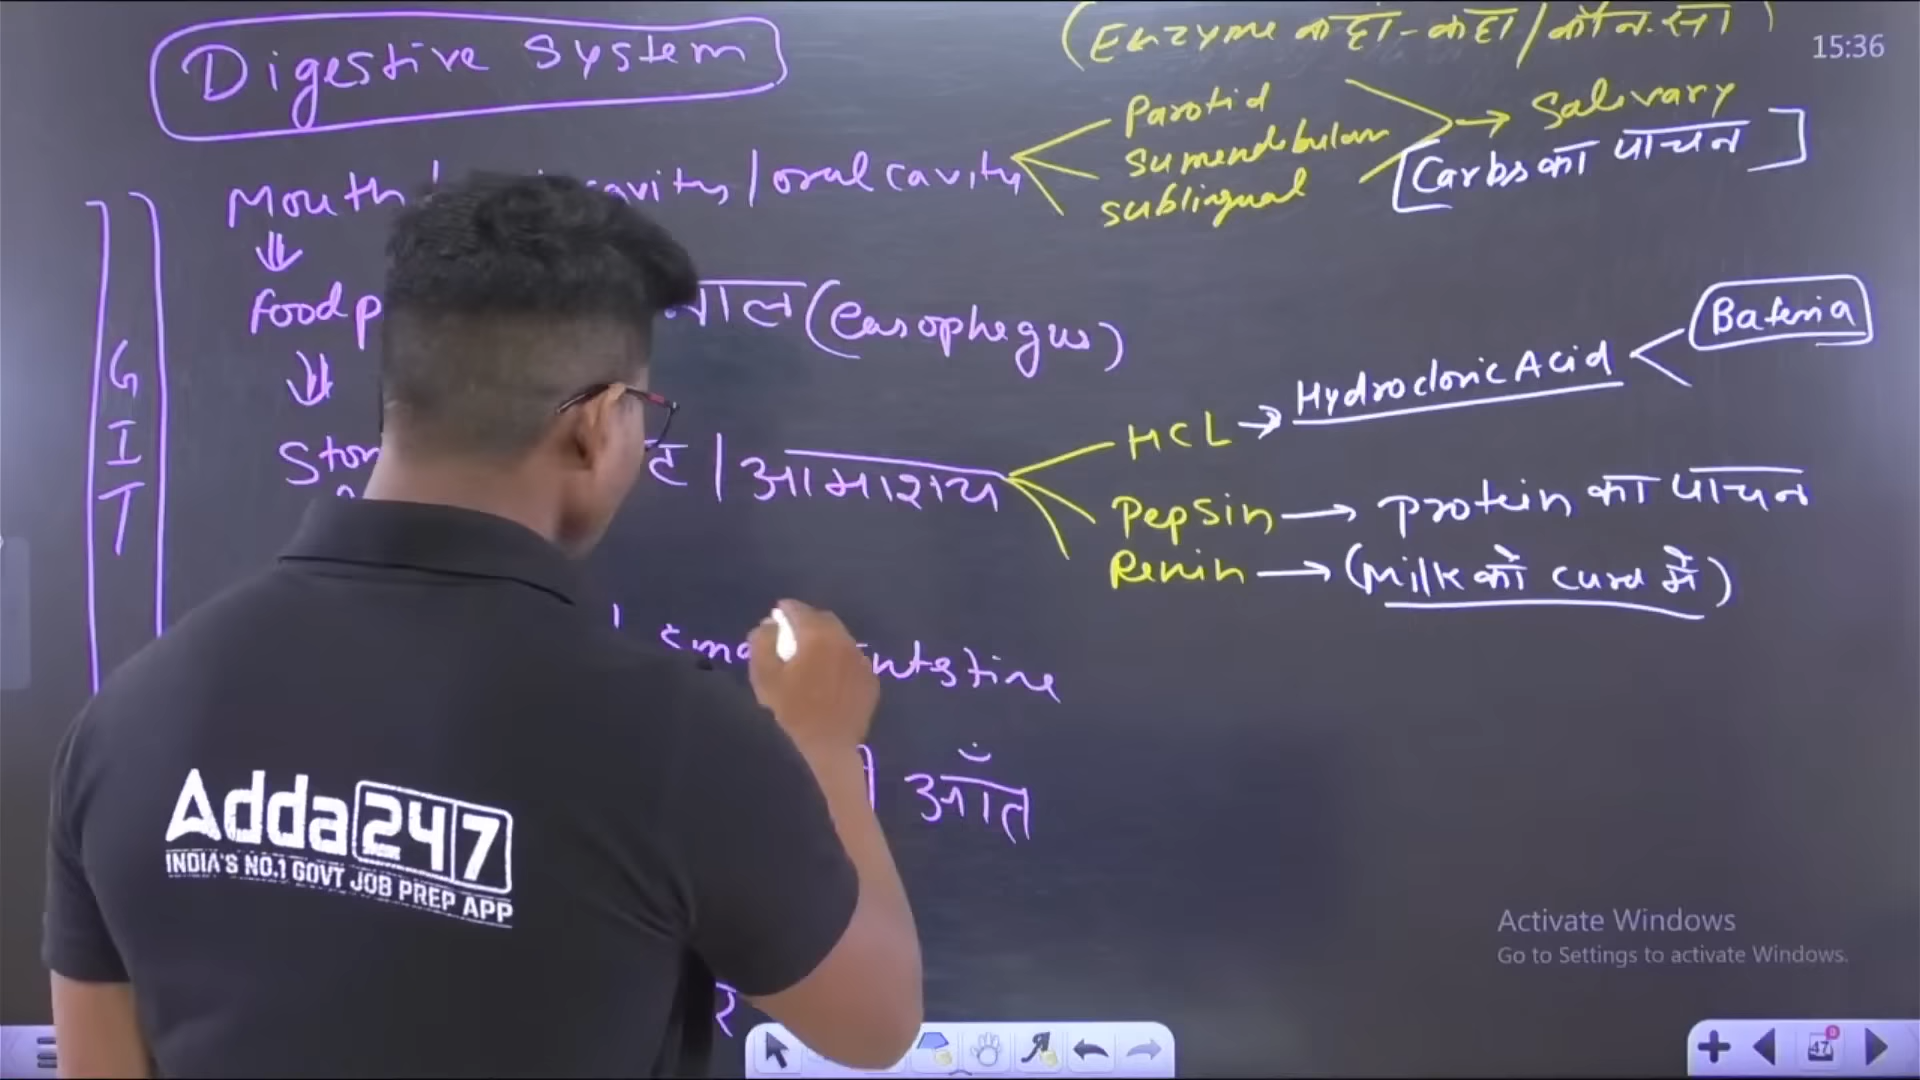 Digestive System
(Enzyme कहाँ-कहाँ/कौन-सा)
15:36
Mouth / cavity / oral cavity
Parotid
Sumendibular
Sublingual
Salivary
[Carbs का पाचन]
Food p नाल (Easophegus)
G
I
T
| आमाशय
HCL → Hydrocloric Acid
Bateria
Pepsin → protein का पाचन
Renin → (Milk को curd में)
intestine
आँत
Adda247
INDIA'S NO.1 GOVT JOB PREP APP
Activate Windows
Go to Settings to activate Windows.
47